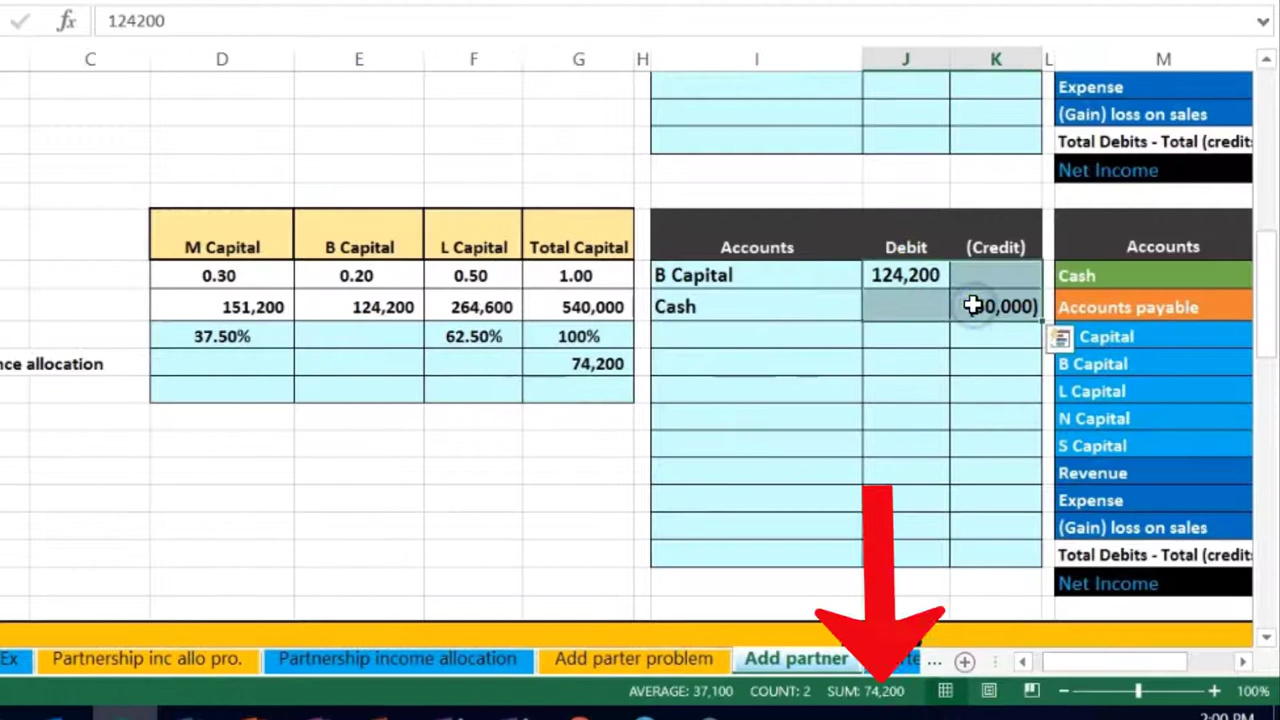 fx 124200
C D E F G H I J K L M
Expense
(Gain) loss on sales
Total Debits - Total (credit:
Net Income
M Capital B Capital L Capital Total Capital Accounts Debit (Credit) Accounts
0.30 0.20 0.50 1.00 B Capital 124,200 Cash
151,200 124,200 264,600 540,000 Cash 0,000) Accounts payable
37.50% 62.50% 100% Capital
nce allocation 74,200 B Capital
L Capital
N Capital
S Capital
Revenue
Expense
(Gain) loss on sales
Total Debits - Total (credit:
Net Income
Ex Partnership inc allo pro. Partnership income allocation Add parter problem Add partner ...
AVERAGE: 37,100 COUNT: 2 SUM: 74,200 100%